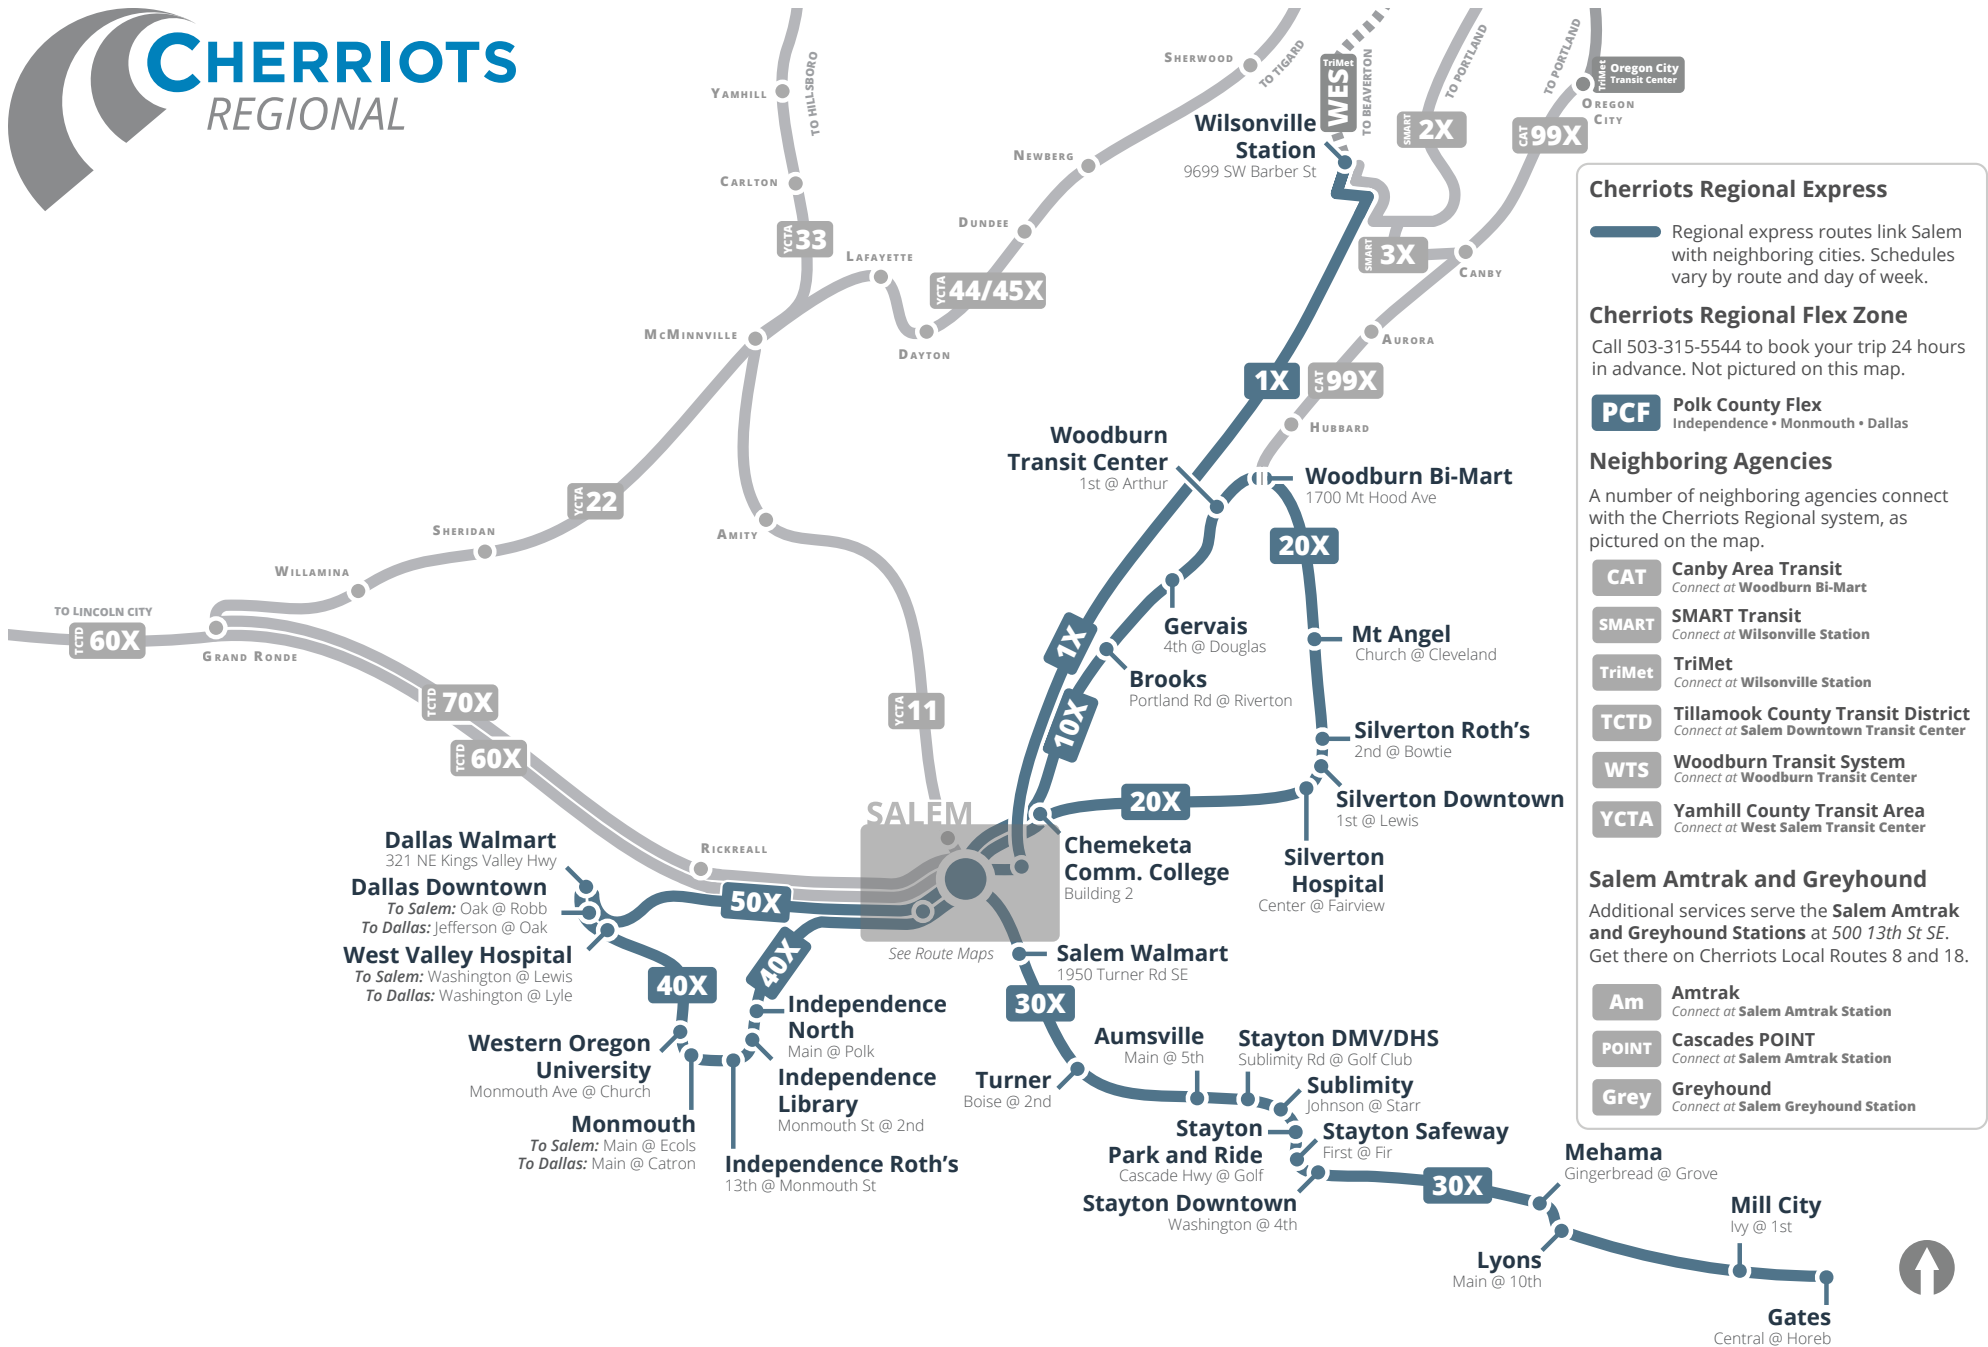 CHERRIOTS
REGIONAL
YAMHILL
TO HILLSBORO
CARLTON
YCTA 33
LAFAYETTE
MCMINNVILLE
DAYTON
YCTA 44/45X
DUNDEE
NEWBERG
SHERWOOD
TO TIGARD
TriMet
WES
TO BEAVERTON
Wilsonville
Station
9699 SW Barber St
TO PORTLAND
SMART 2X
TO PORTLAND
TriMet Oregon City
Transit Center
OREGON
CITY
CAT 99X
SMART 3X
CANBY
AURORA
1X
CAT 99X
HUBBARD
Woodburn
Transit Center
1st @ Arthur
Woodburn Bi-Mart
1700 Mt Hood Ave
20X
YCTA 22
SHERIDAN
WILLAMINA
AMITY
TO LINCOLN CITY
TCTD 60X
GRAND RONDE
TCTD 70X
TCTD 60X
YCTA 11
1X
10X
Gervais
4th @ Douglas
Brooks
Portland Rd @ Riverton
Mt Angel
Church @ Cleveland
Silverton Roth's
2nd @ Bowtie
Silverton Downtown
1st @ Lewis
20X
Silverton
Hospital
Center @ Fairview
SALEM
See Route Maps
Chemeketa
Comm. College
Building 2
RICKREALL
Dallas Walmart
321 NE Kings Valley Hwy
Dallas Downtown
To Salem: Oak @ Robb
To Dallas: Jefferson @ Oak
West Valley Hospital
To Salem: Washington @ Lewis
To Dallas: Washington @ Lyle
50X
40X
40X
Western Oregon
University
Monmouth Ave @ Church
Monmouth
To Salem: Main @ Ecols
To Dallas: Main @ Catron
Independence
North
Main @ Polk
Independence
Library
Monmouth St @ 2nd
Independence Roth's
13th @ Monmouth St
Salem Walmart
1950 Turner Rd SE
30X
Turner
Boise @ 2nd
Aumsville
Main @ 5th
Stayton DMV/DHS
Sublimity Rd @ Golf Club
Sublimity
Johnson @ Starr
Stayton
Park and Ride
Cascade Hwy @ Golf
Stayton Safeway
First @ Fir
Stayton Downtown
Washington @ 4th
30X
Mehama
Gingerbread @ Grove
Lyons
Main @ 10th
Mill City
Ivy @ 1st
Gates
Central @ Horeb
Cherriots Regional Express
Regional express routes link Salem
with neighboring cities. Schedules
vary by route and day of week.
Cherriots Regional Flex Zone
Call 503-315-5544 to book your trip 24 hours
in advance. Not pictured on this map.
PCF Polk County Flex
Independence • Monmouth • Dallas
Neighboring Agencies
A number of neighboring agencies connect
with the Cherriots Regional system, as
pictured on the map.
CAT Canby Area Transit
Connect at Woodburn Bi-Mart
SMART SMART Transit
Connect at Wilsonville Station
TriMet TriMet
Connect at Wilsonville Station
TCTD Tillamook County Transit District
Connect at Salem Downtown Transit Center
WTS Woodburn Transit System
Connect at Woodburn Transit Center
YCTA Yamhill County Transit Area
Connect at West Salem Transit Center
Salem Amtrak and Greyhound
Additional services serve the Salem Amtrak
and Greyhound Stations at 500 13th St SE.
Get there on Cherriots Local Routes 8 and 18.
Am Amtrak
Connect at Salem Amtrak Station
POINT Cascades POINT
Connect at Salem Amtrak Station
Grey Greyhound
Connect at Salem Greyhound Station